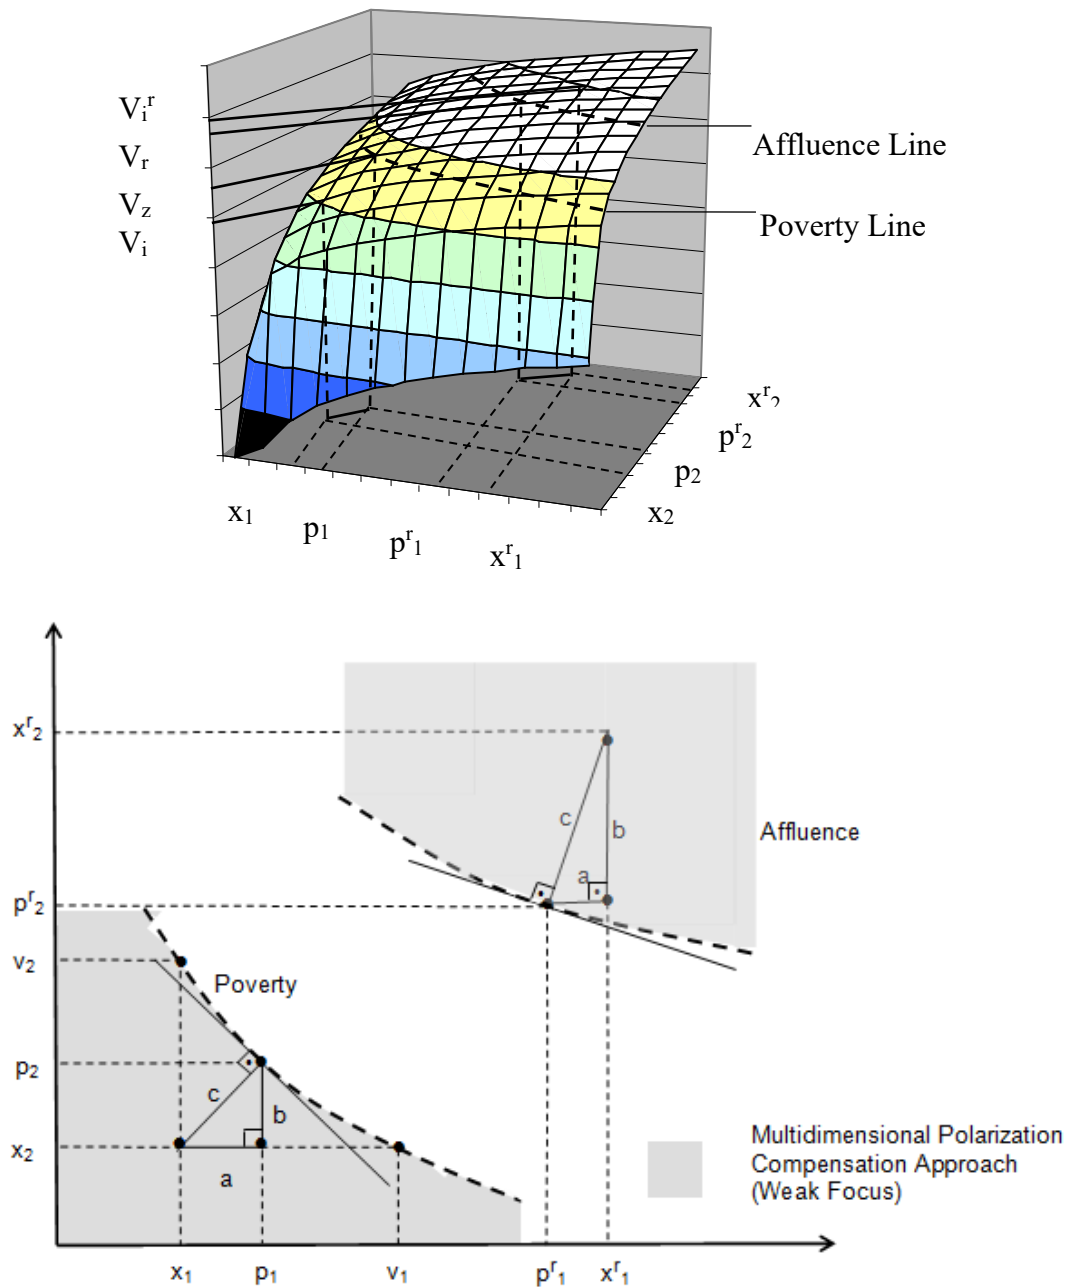 V_i^r
V_r
V_z
V_i
Affluence Line
Poverty Line
x^r_2
p^r_2
p_2
x_2
x_1
p_1
p^r_1
x^r_1
x^r_2
c
b
Affluence
a
p^r_2
v_2
Poverty
p_2
c
b
x_2
a
Multidimensional Polarization
Compensation Approach
(Weak Focus)
x_1
p_1
v_1
p^r_1
x^r_1